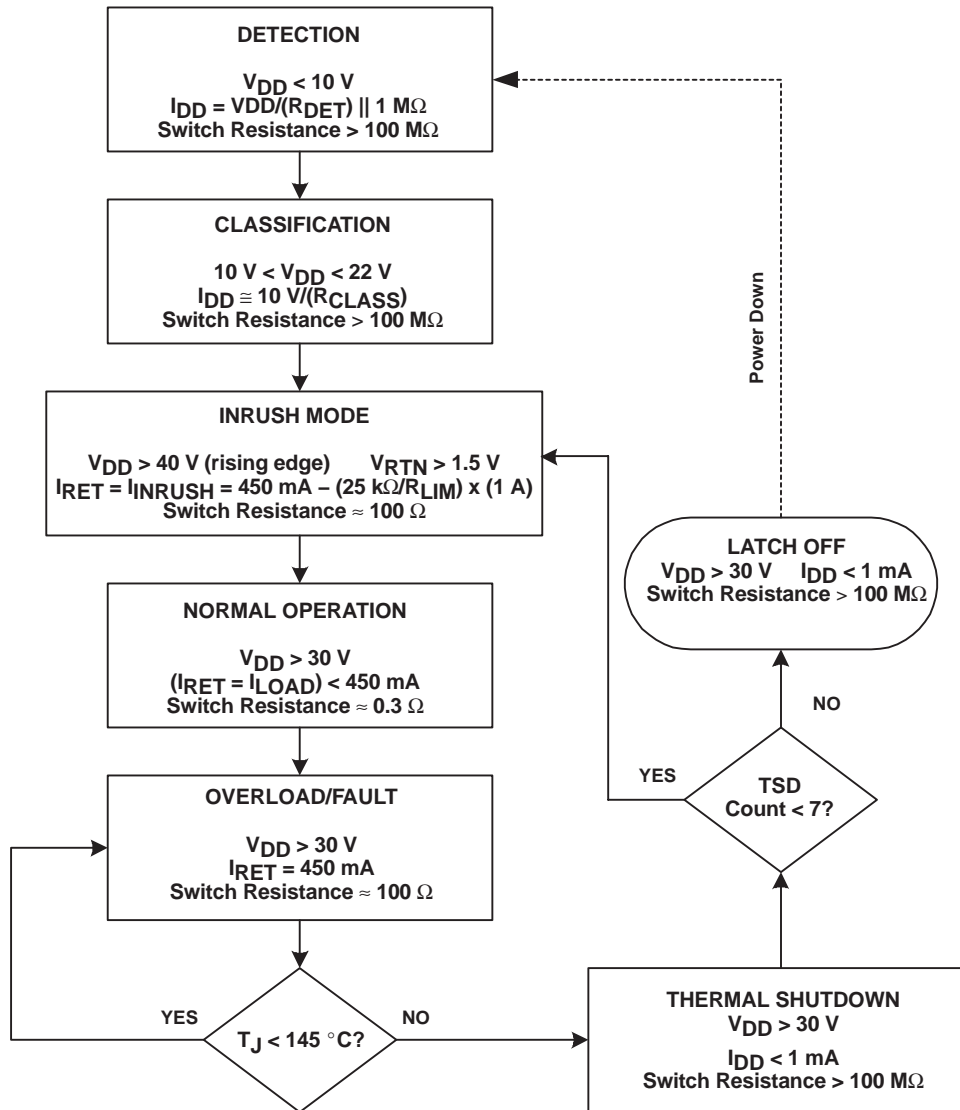 DETECTION
VDD < 10 V
IDD = VDD/(RDET) || 1 MΩ
Switch Resistance > 100 MΩ
CLASSIFICATION
10 V < VDD < 22 V
IDD ≅ 10 V/(RCLASS)
Switch Resistance > 100 MΩ
INRUSH MODE
VDD > 40 V (rising edge) VRTN > 1.5 V
IRET = IINRUSH = 450 mA – (25 kΩ/RLIM) x (1 A)
Switch Resistance ≈ 100 Ω
NORMAL OPERATION
VDD > 30 V
(IRET = ILOAD) < 450 mA
Switch Resistance ≈ 0.3 Ω
OVERLOAD/FAULT
VDD > 30 V
IRET = 450 mA
Switch Resistance ≈ 100 Ω
YES
TJ < 145 °C?
NO
THERMAL SHUTDOWN
VDD > 30 V
IDD < 1 mA
Switch Resistance > 100 MΩ
TSD
Count < 7?
YES
NO
LATCH OFF
VDD > 30 V IDD < 1 mA
Switch Resistance > 100 MΩ
Power Down